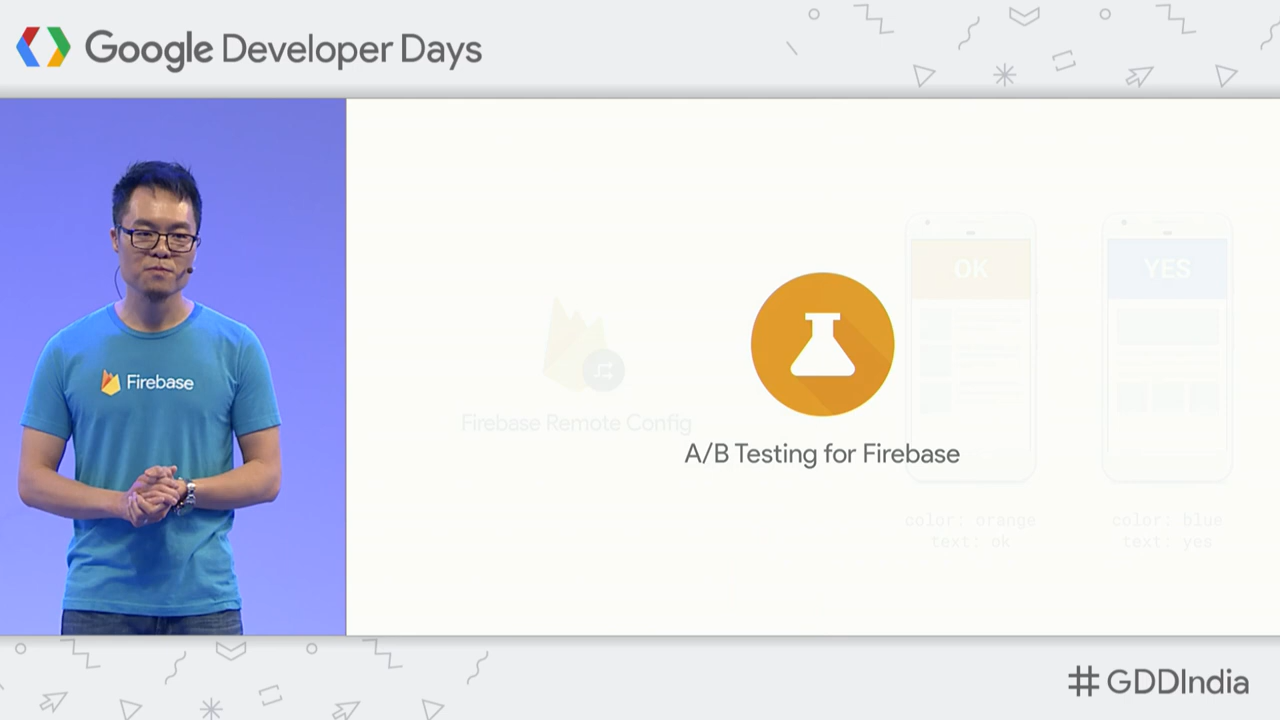 Google Developer Days
Firebase
OK
YES
Firebase Remote Config
A/B Testing for Firebase
color: orange
text: ok
color: blue
text: yes
#GDDIndia